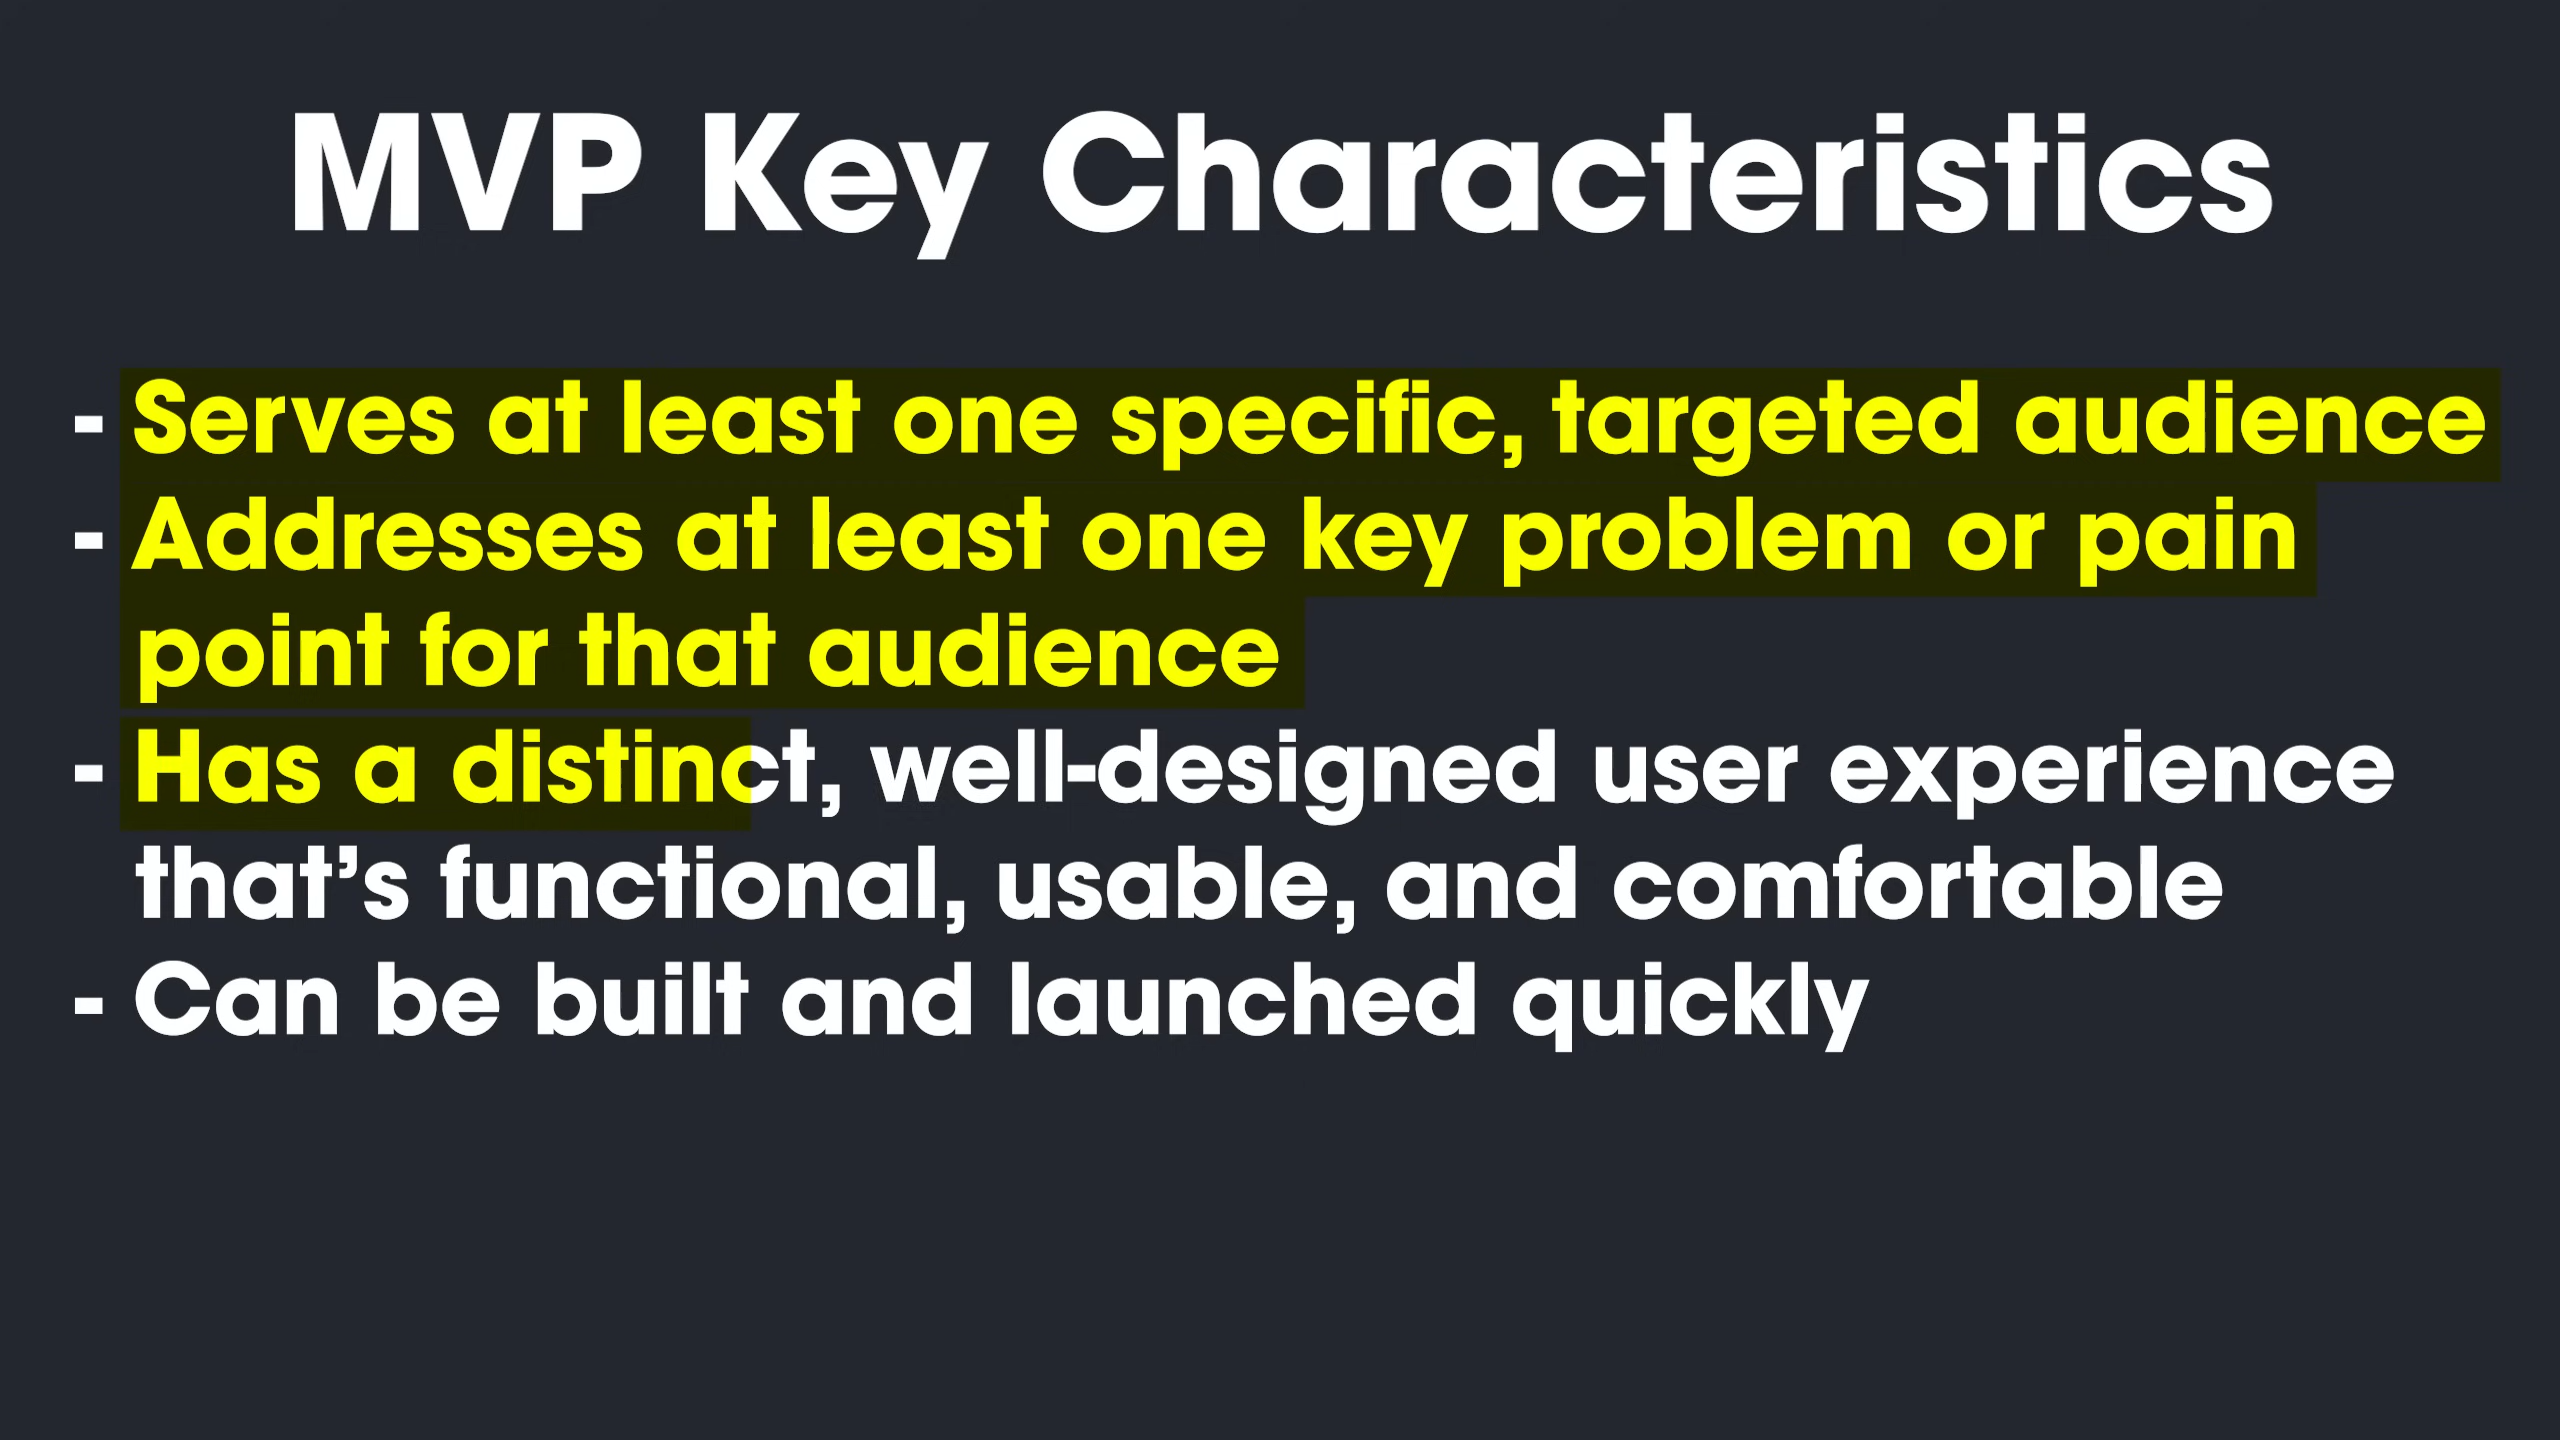 MVP Key Characteristics
- Serves at least one specific, targeted audience
- Addresses at least one key problem or pain
point for that audience
- Has a distinct, well-designed user experience
that’s functional, usable, and comfortable
- Can be built and launched quickly